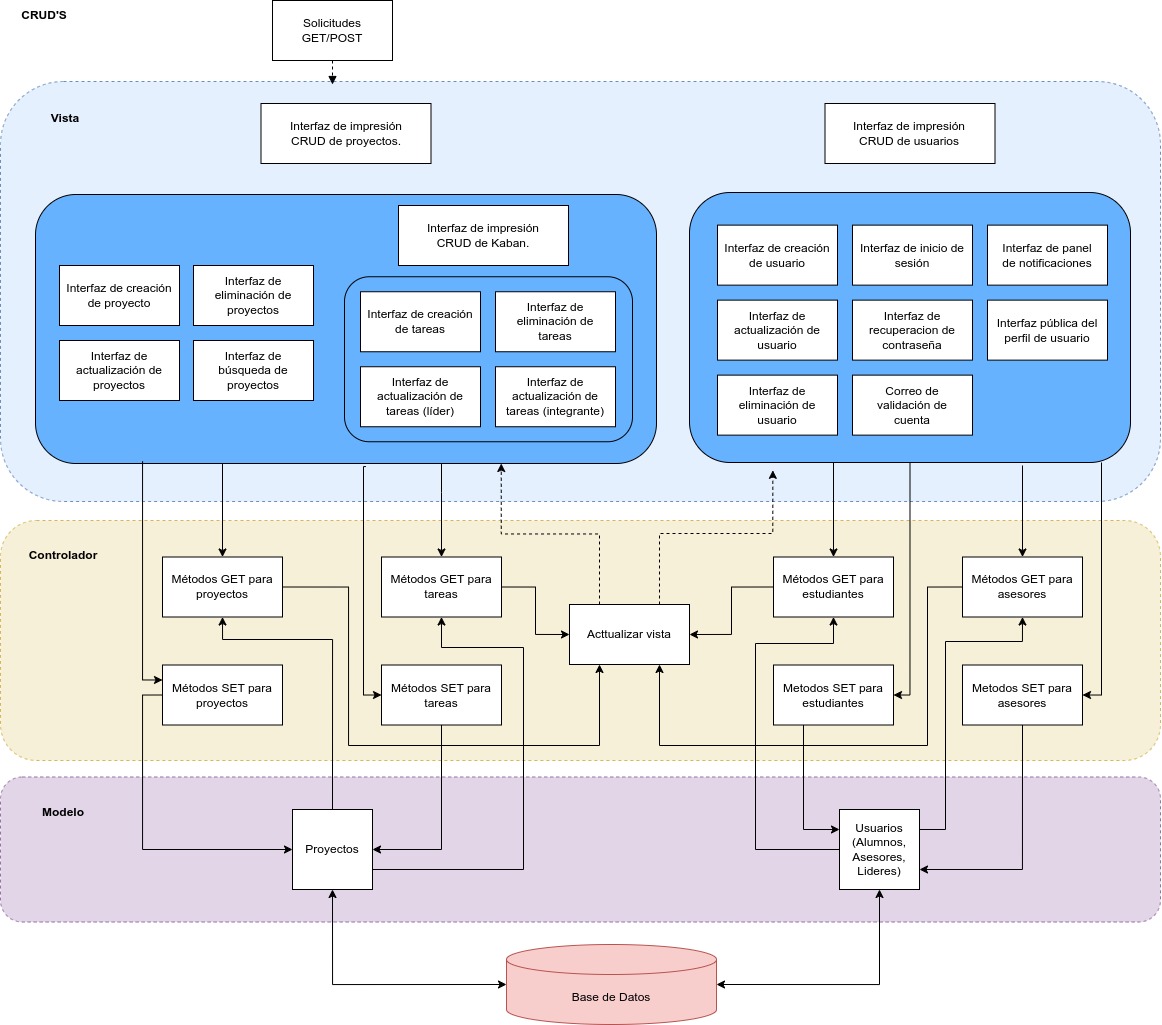 CRUD'S
Solicitudes
GET/POST
Vista
Interfaz de impresión
CRUD de proyectos.
Interfaz de impresión
CRUD de usuarios
Interfaz de impresión
CRUD de Kaban.
Interfaz de creación
de proyecto
Interfaz de
eliminación de
proyectos
Interfaz de
actualización de
proyectos
Interfaz de
búsqueda de
proyectos
Interfaz de creación
de tareas
Interfaz de
eliminación de
tareas
Interfaz de
actualización de
tareas (líder)
Interfaz de
actualización de
tareas (integrante)
Interfaz de creación
de usuario
Interfaz de inicio de
sesión
Interfaz de panel
de notificaciones
Interfaz de
actualización de
usuario
Interfaz de
recuperacion de
contraseña
Interfaz pública del
perfil de usuario
Interfaz de
eliminación de
usuario
Correo de
validación de
cuenta
Controlador
Métodos GET para
proyectos
Métodos GET para
tareas
Acttualizar vista
Métodos GET para
estudiantes
Métodos GET para
asesores
Métodos SET para
proyectos
Métodos SET para
tareas
Metodos SET para
estudiantes
Metodos SET para
asesores
Modelo
Proyectos
Usuarios
(Alumnos,
Asesores,
Lideres)
Base de Datos